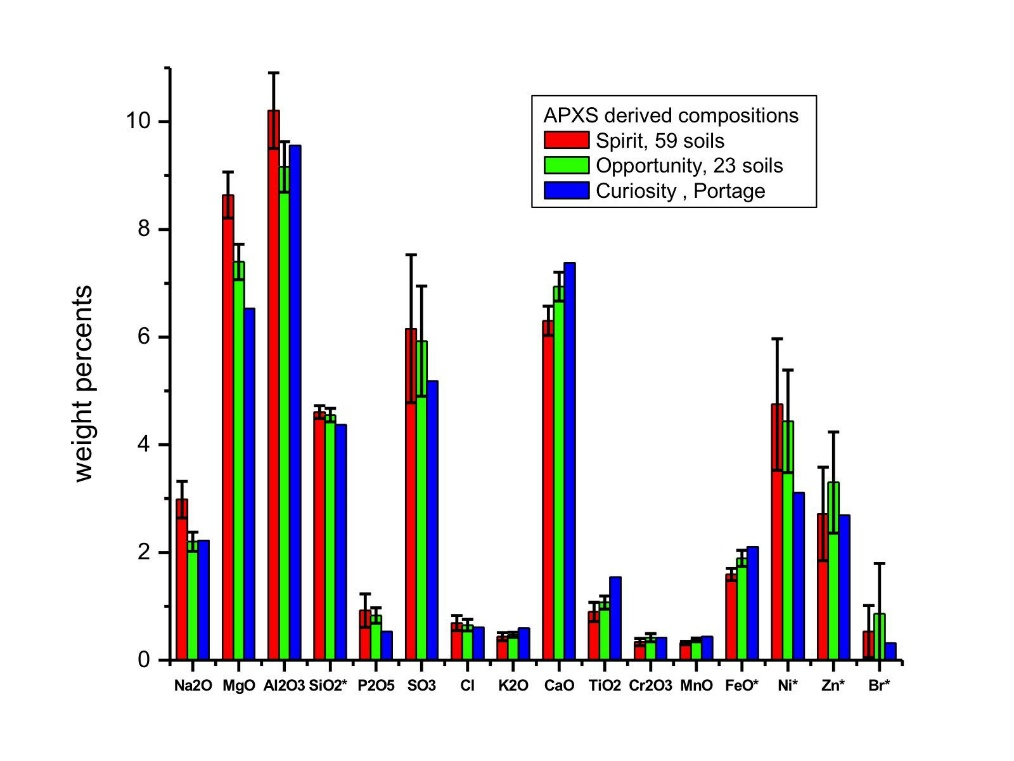 APXS derived compositions
Spirit, 59 soils
Opportunity, 23 soils
Curiosity , Portage
weight percents
10
8
6
4
2
0
Na2O MgO Al2O3 SiO2* P2O5 SO3 Cl K2O CaO TiO2 Cr2O3 MnO FeO* Ni* Zn* Br*